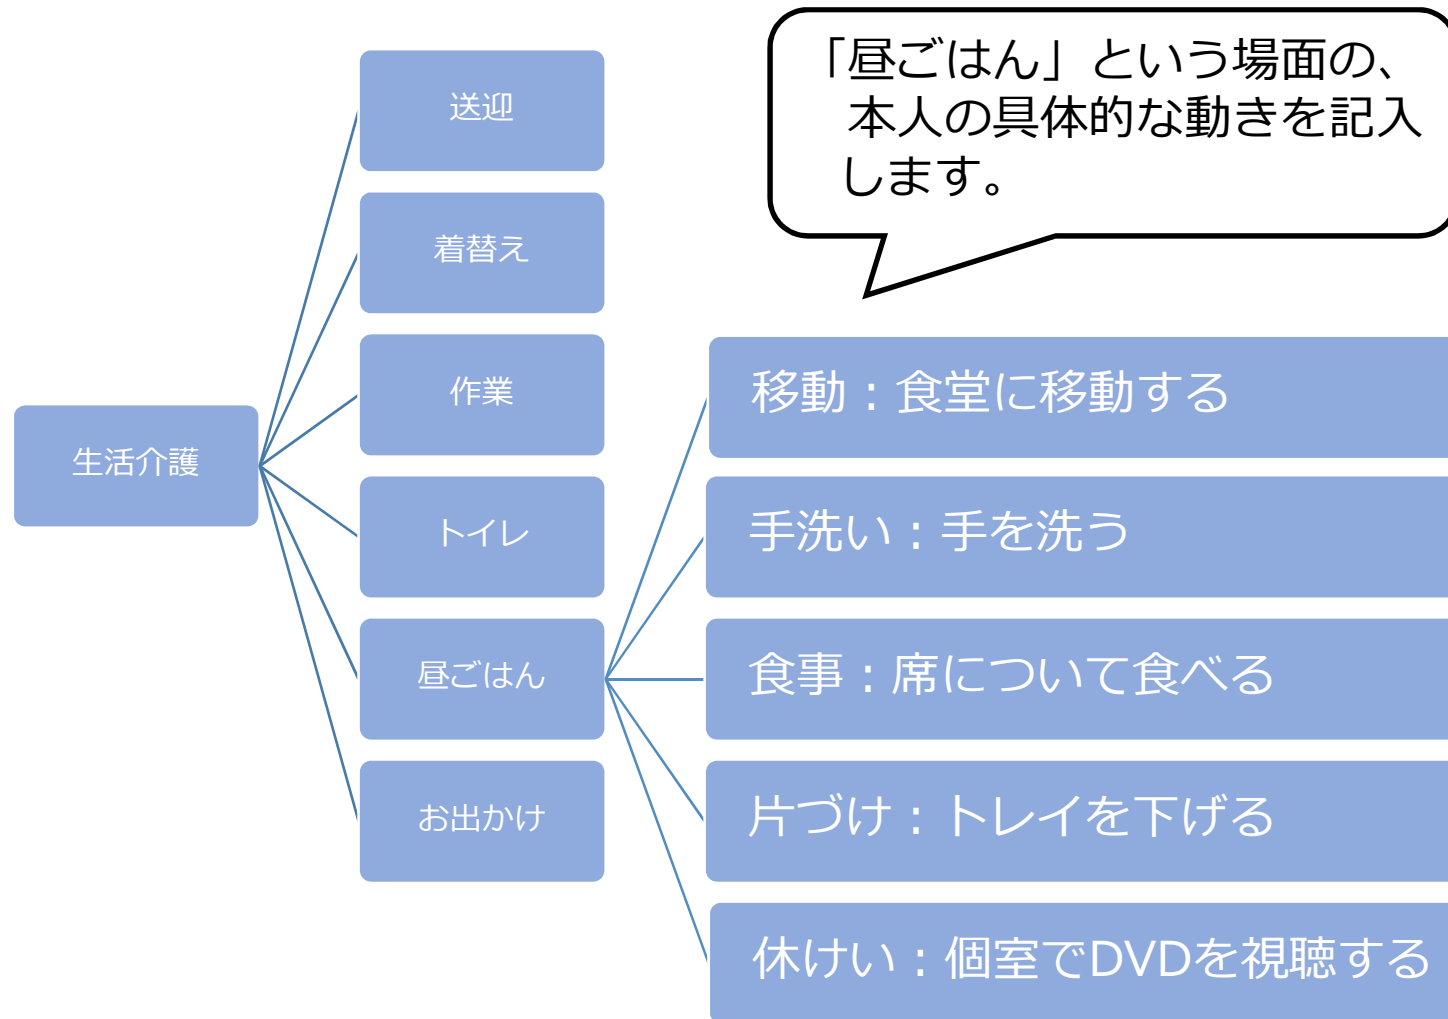 「昼ごはん」という場面の、
本人の具体的な動きを記入
します。
生活介護
送迎
着替え
作業
トイレ
昼ごはん
お出かけ
移動：食堂に移動する
手洗い：手を洗う
食事：席について食べる
片づけ：トレイを下げる
休けい：個室でDVDを視聴する